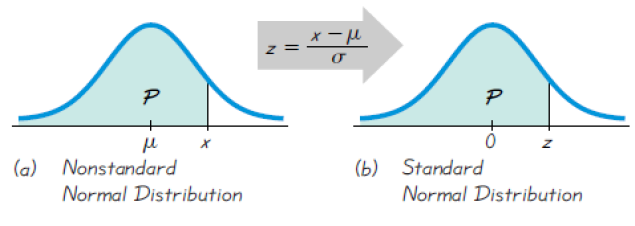 P
μ x
(a) Nonstandard
Normal Distribution
z = (x − μ) / σ
P
0 z
(b) Standard
Normal Distribution